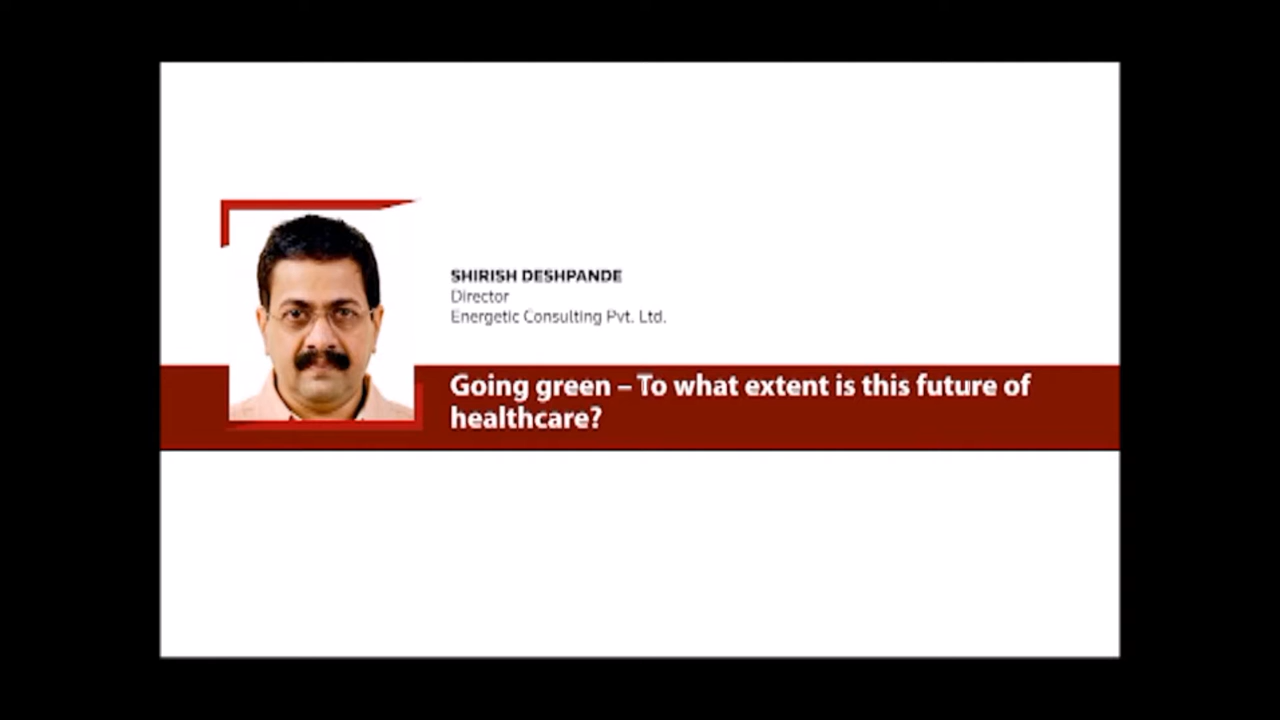 SHIRISH DESHPANDE
Director
Energetic Consulting Pvt. Ltd.
Going green – To what extent is this future of
healthcare?